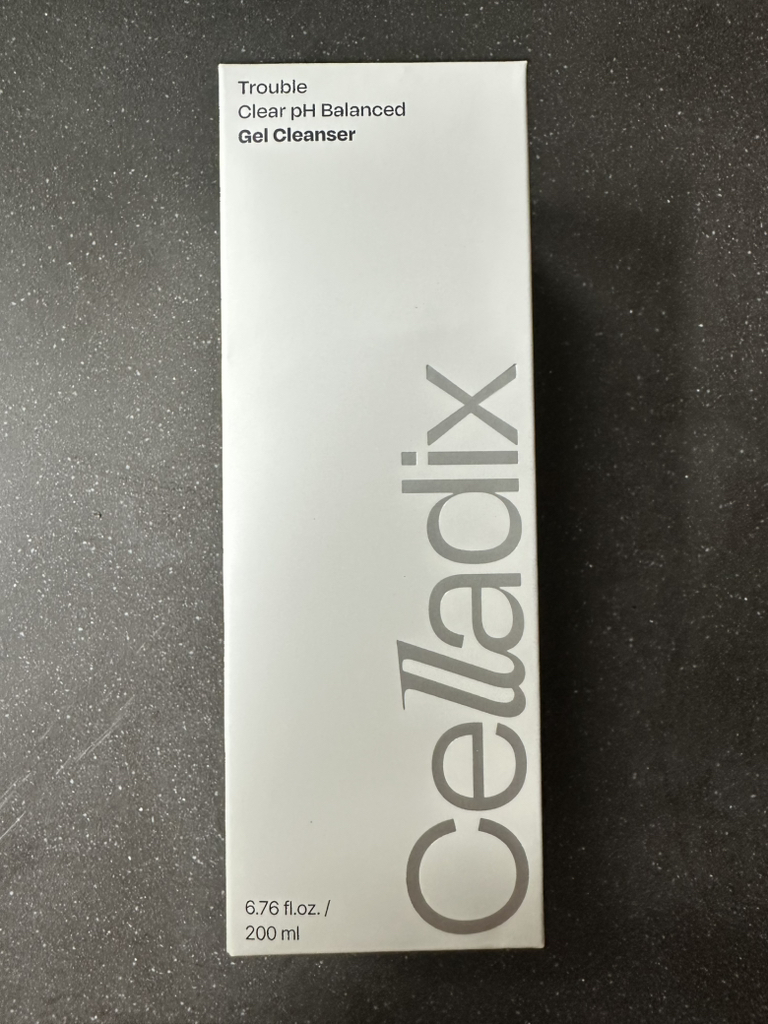 Trouble
Clear pH Balanced
Gel Cleanser
Celladix
6.76 fl.oz. /
200 ml